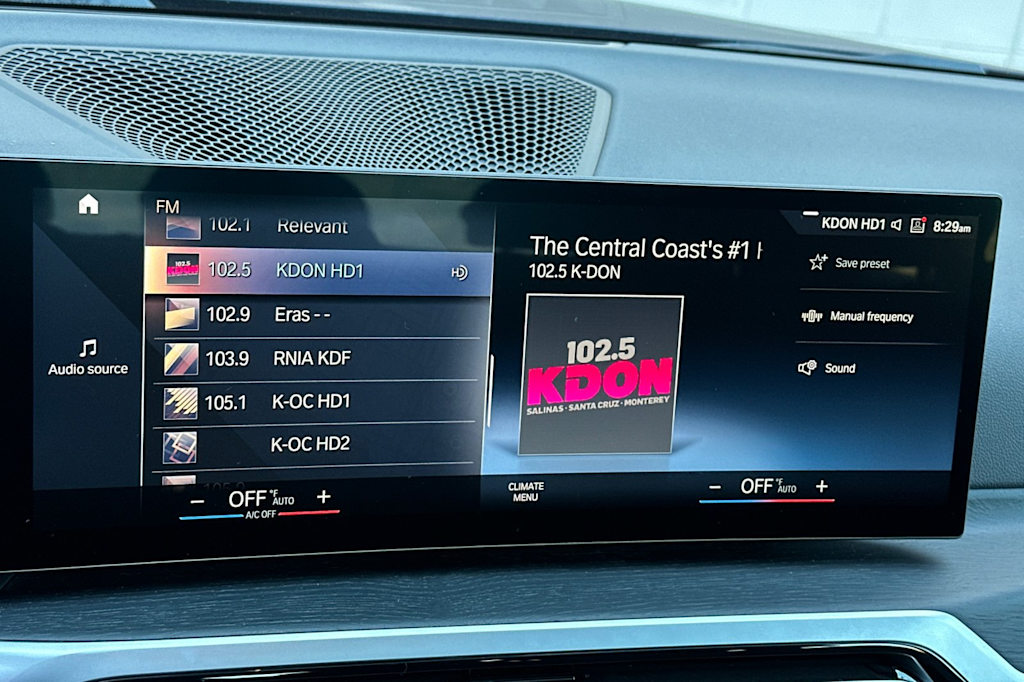 FM
KDON HD1 8:29am
102.1 Relevant
102.5 KDON HD1 HD
102.9 Eras - -
103.9 RNIA KDF
105.1 K-OC HD1
K-OC HD2
Audio source
The Central Coast's #1
102.5 K-DON
102.5
KDON
SALINAS · SANTA CRUZ · MONTEREY
Save preset
Manual frequency
Sound
− OFF °F AUTO +
A/C OFF
CLIMATE
MENU
− OFF °F AUTO +